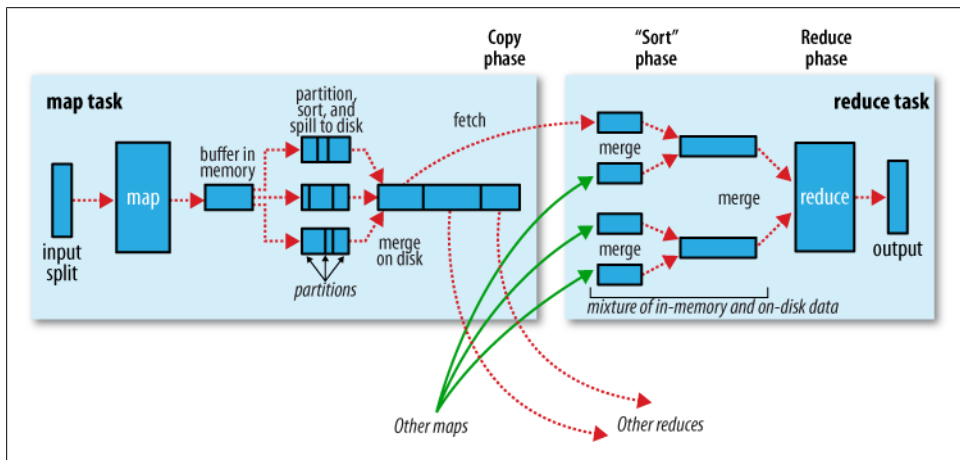 Copy
phase
“Sort”
phase
Reduce
phase
map task
partition,
sort, and
spill to disk
fetch
reduce task
buffer in
memory
merge
map
merge
reduce
input
split
merge
on disk
merge
output
partitions
mixture of in-memory and on-disk data
Other maps
Other reduces